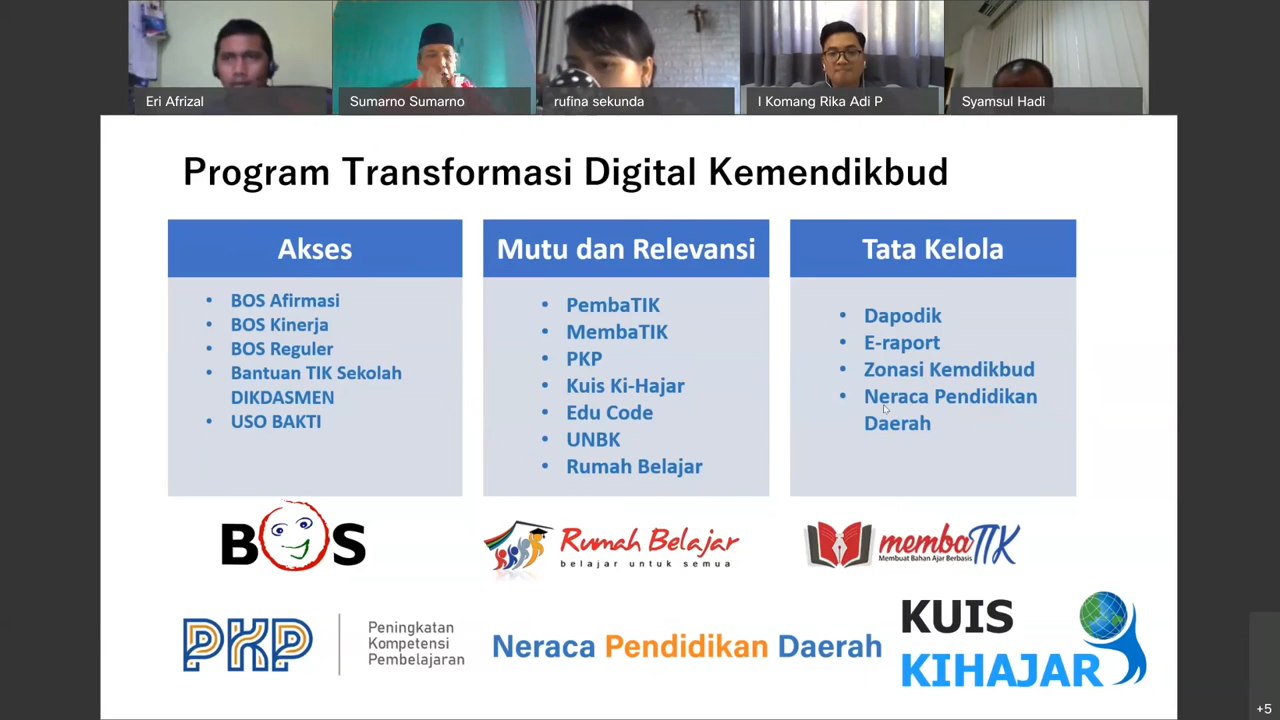 Eri Afrizal
Sumarno Sumarno
rufina sekunda
I Komang Rika Adi P
Syamsul Hadi
Program Transformasi Digital Kemendikbud
Akses
• BOS Afirmasi
• BOS Kinerja
• BOS Reguler
• Bantuan TIK Sekolah
DIKDASMEN
• USO BAKTI
Mutu dan Relevansi
• PembaTIK
• MembaTIK
• PKP
• Kuis Ki-Hajar
• Edu Code
• UNBK
• Rumah Belajar
Tata Kelola
• Dapodik
• E-raport
• Zonasi Kemdikbud
• Neraca Pendidikan
Daerah
BOS
Rumah Belajar
belajar untuk semua
membaTIK
Membuat Bahan Ajar Berbasis
PKP
Peningkatan
Kompetensi
Pembelajaran
Neraca Pendidikan Daerah
KUIS
KIHAJAR
+5